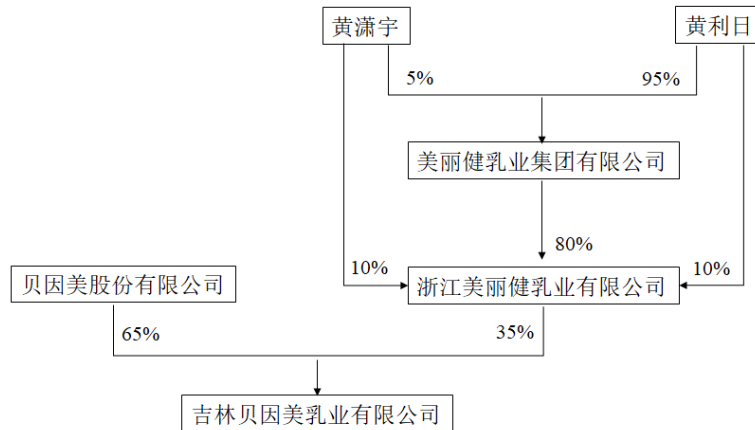 黄潇宇
黄利日
5%
95%
美丽健乳业集团有限公司
80%
10%
10%
贝因美股份有限公司
浙江美丽健乳业有限公司
65%
35%
吉林贝因美乳业有限公司